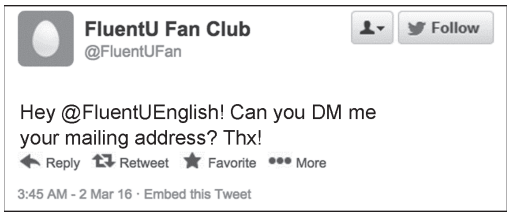 FluentU Fan Club
@FluentUFan
Follow
Hey @FluentUEnglish! Can you DM me
your mailing address? Thx!
Reply Retweet Favorite More
3:45 AM - 2 Mar 16 · Embed this Tweet